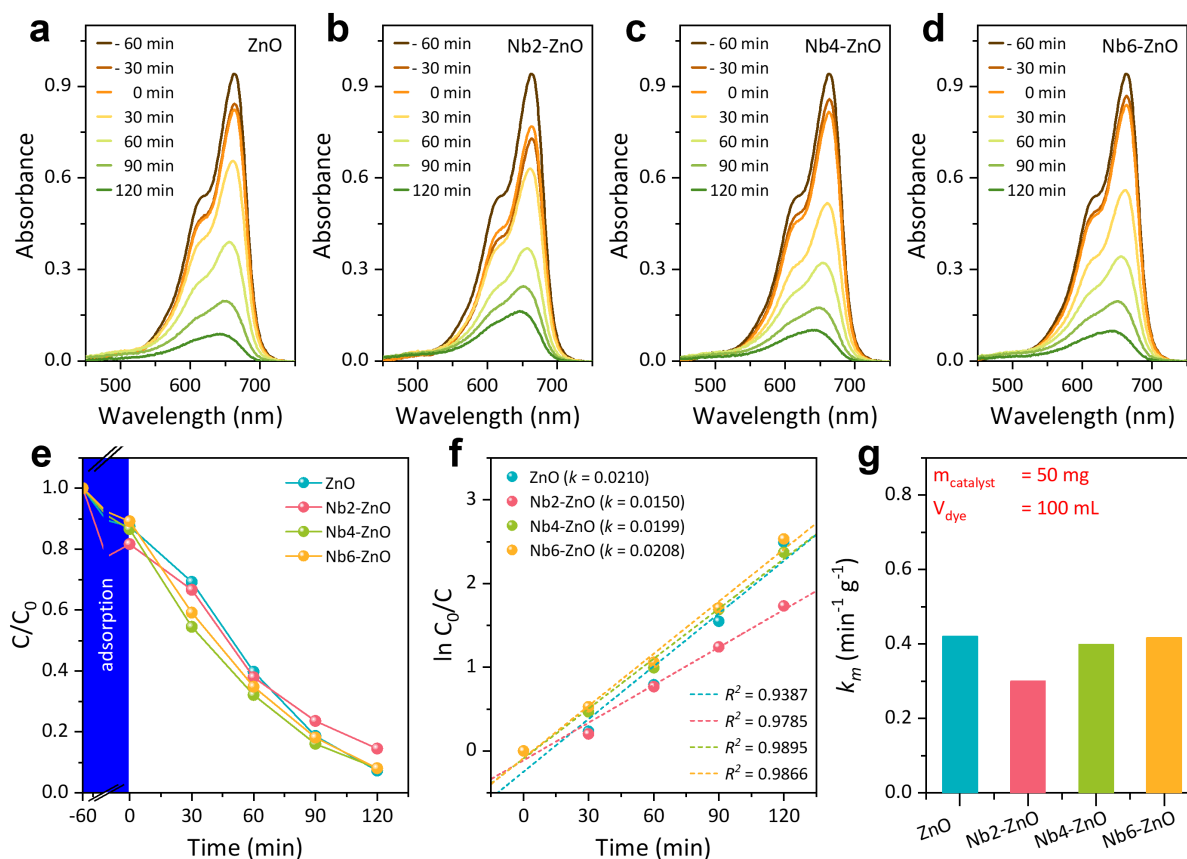 a
ZnO
- 60 min
- 30 min
0 min
30 min
60 min
90 min
120 min
0.9
0.6
0.3
0.0
Absorbance
500
600
700
Wavelength (nm)
b
Nb2-ZnO
- 60 min
- 30 min
0 min
30 min
60 min
90 min
120 min
0.9
0.6
0.3
0.0
Absorbance
500
600
700
Wavelength (nm)
c
Nb4-ZnO
- 60 min
- 30 min
0 min
30 min
60 min
90 min
120 min
0.9
0.6
0.3
0.0
Absorbance
500
600
700
Wavelength (nm)
d
Nb6-ZnO
- 60 min
- 30 min
0 min
30 min
60 min
90 min
120 min
0.9
0.6
0.3
0.0
Absorbance
500
600
700
Wavelength (nm)
e
ZnO
Nb2-ZnO
Nb4-ZnO
Nb6-ZnO
adsorption
1.0
0.8
0.6
0.4
0.2
0.0
C/C0
-60
0
30
60
90
120
Time (min)
f
ZnO (k = 0.0210)
Nb2-ZnO (k = 0.0150)
Nb4-ZnO (k = 0.0199)
Nb6-ZnO (k = 0.0208)
R² = 0.9387
R² = 0.9785
R² = 0.9895
R² = 0.9866
3
2
1
0
ln C0/C
0
30
60
90
120
Time (min)
g
mcatalyst = 50 mg
Vdye = 100 mL
0.8
0.6
0.4
0.2
0.0
km (min-1 g-1)
ZnO
Nb2-ZnO
Nb4-ZnO
Nb6-ZnO